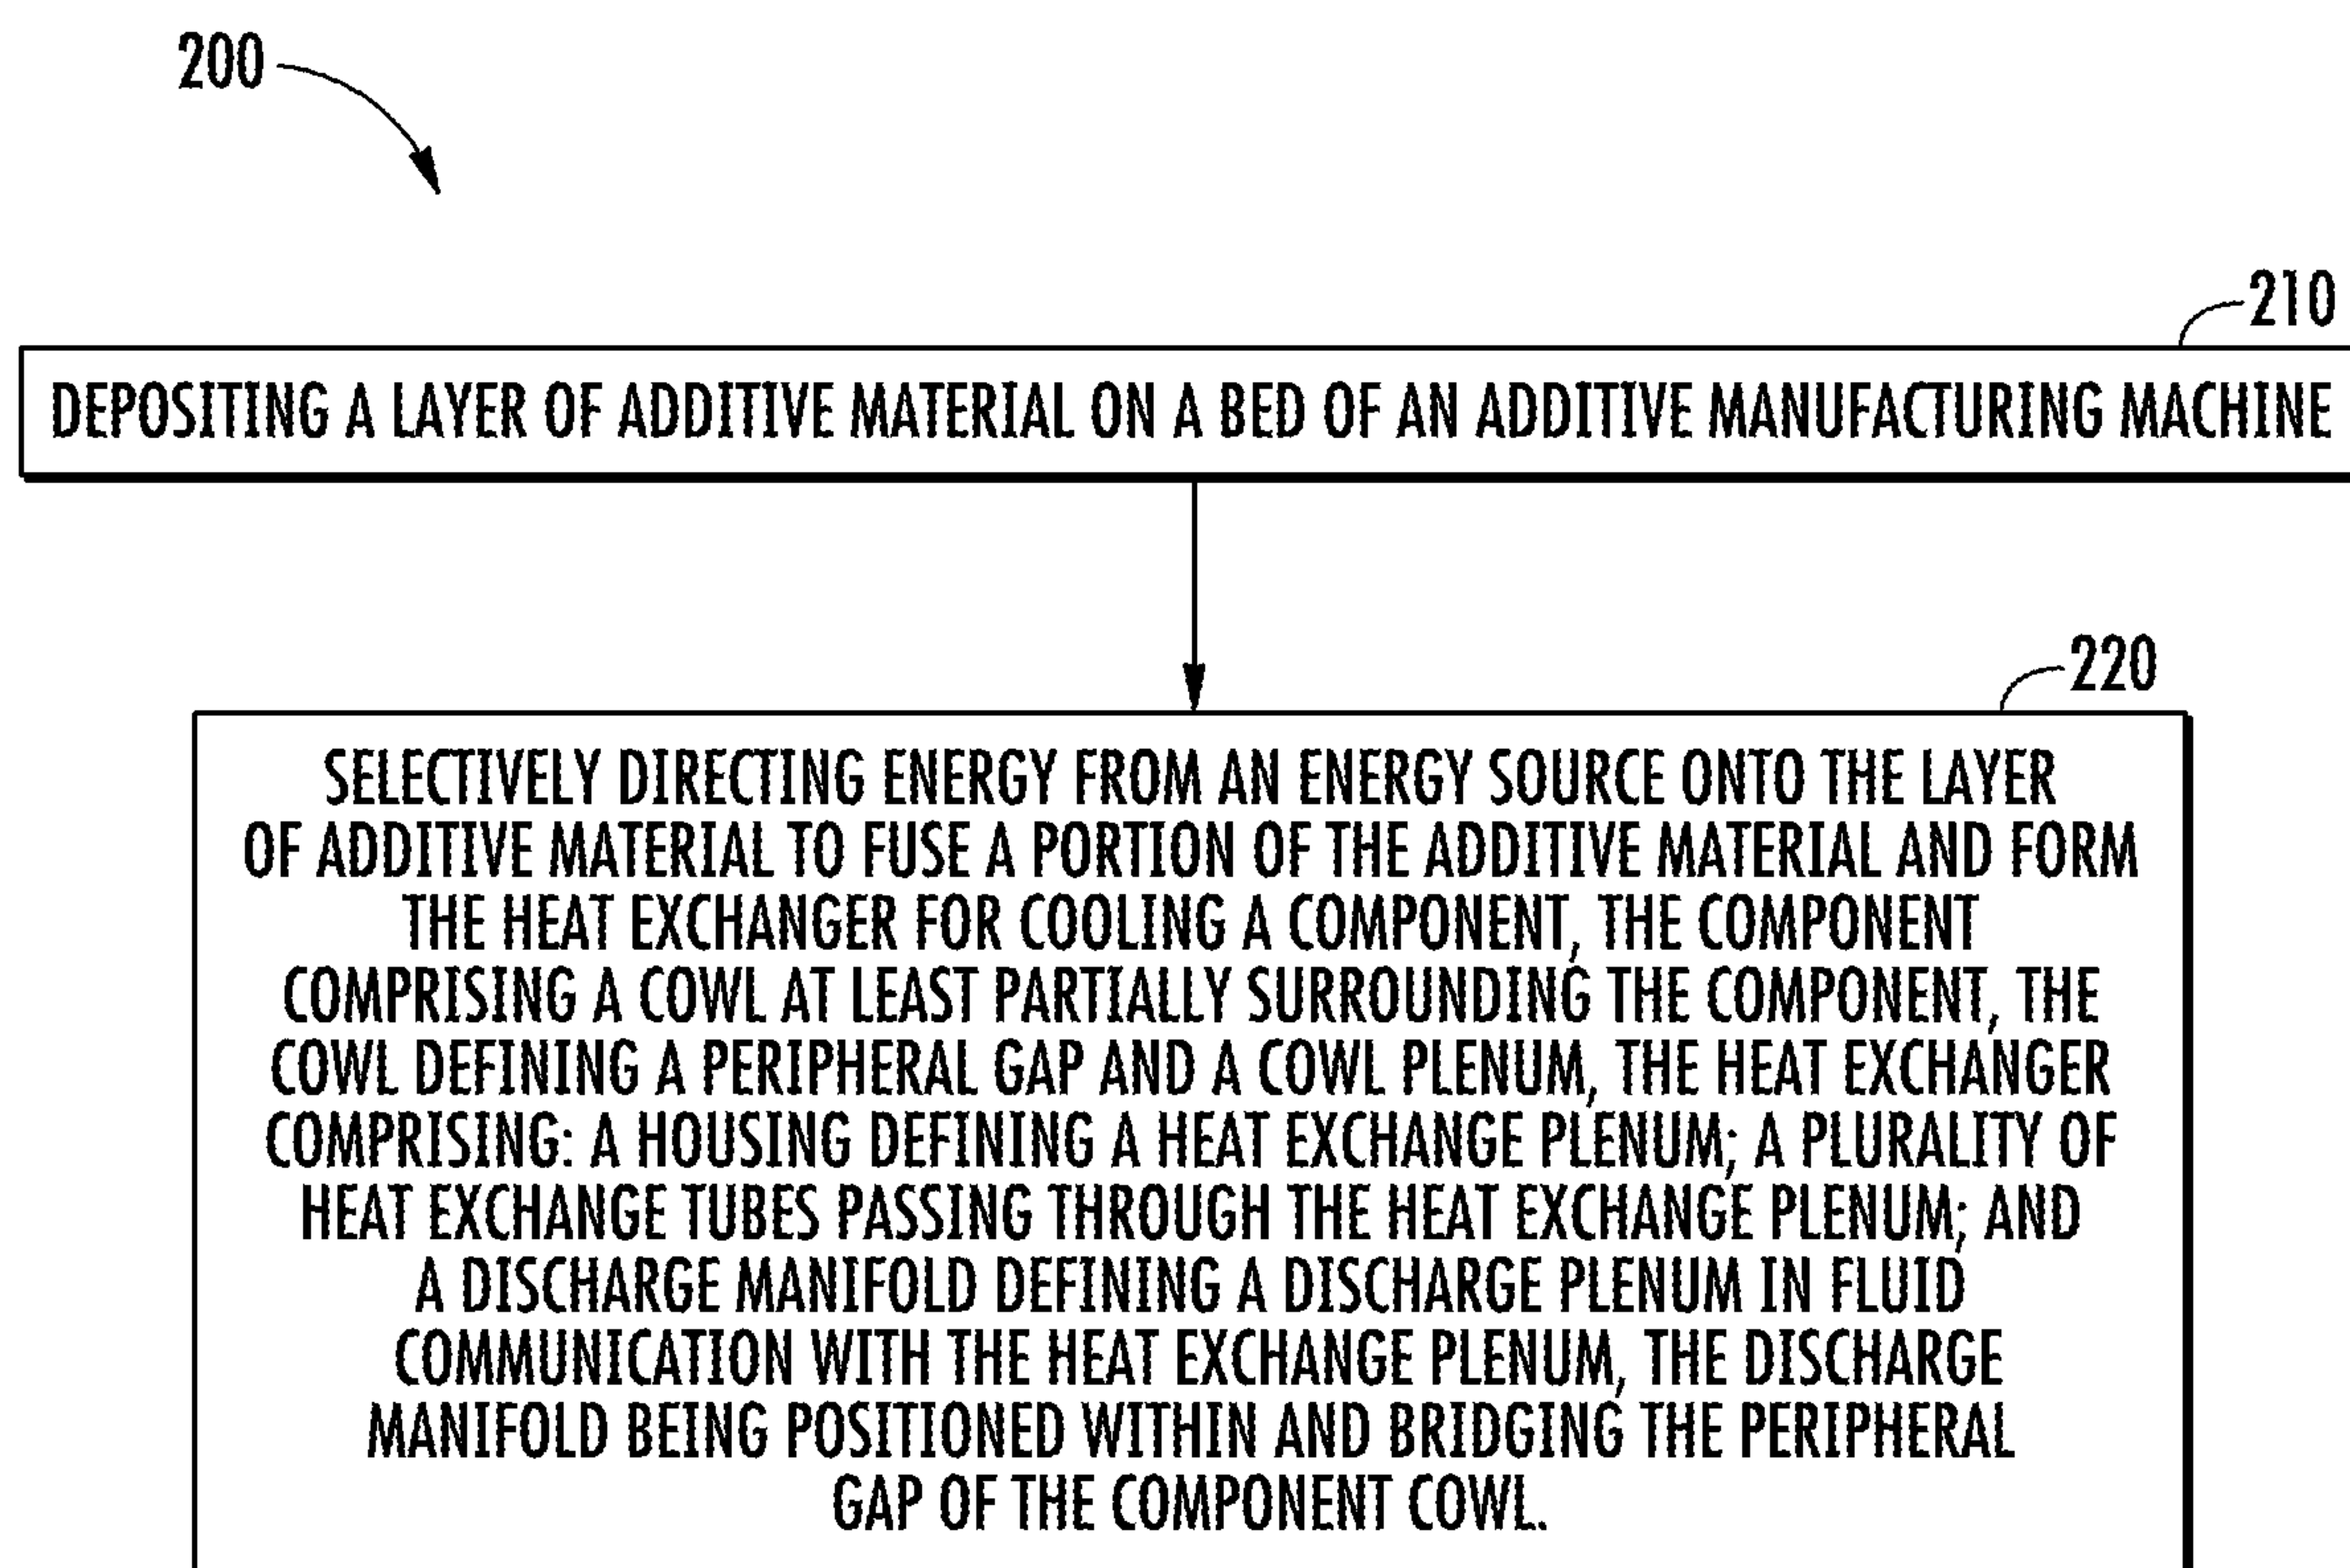 200
210
DEPOSITING A LAYER OF ADDITIVE MATERIAL ON A BED OF AN ADDITIVE MANUFACTURING MACHINE
220
SELECTIVELY DIRECTING ENERGY FROM AN ENERGY SOURCE ONTO THE LAYER
OF ADDITIVE MATERIAL TO FUSE A PORTION OF THE ADDITIVE MATERIAL AND FORM
THE HEAT EXCHANGER FOR COOLING A COMPONENT, THE COMPONENT
COMPRISING A COWL AT LEAST PARTIALLY SURROUNDING THE COMPONENT, THE
COWL DEFINING A PERIPHERAL GAP AND A COWL PLENUM, THE HEAT EXCHANGER
COMPRISING: A HOUSING DEFINING A HEAT EXCHANGE PLENUM; A PLURALITY OF
HEAT EXCHANGE TUBES PASSING THROUGH THE HEAT EXCHANGE PLENUM; AND
A DISCHARGE MANIFOLD DEFINING A DISCHARGE PLENUM IN FLUID
COMMUNICATION WITH THE HEAT EXCHANGE PLENUM, THE DISCHARGE
MANIFOLD BEING POSITIONED WITHIN AND BRIDGING THE PERIPHERAL
GAP OF THE COMPONENT COWL.